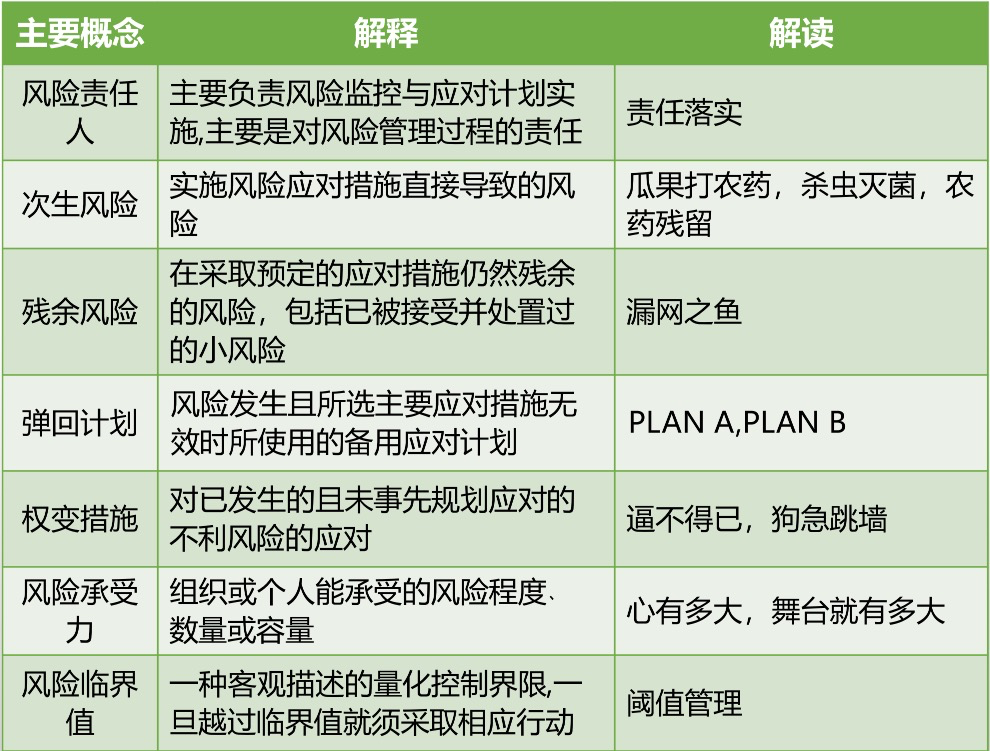 主要概念
解释
解读
风险责任
人
主要负责风险监控与应对计划实
施,主要是对风险管理过程的责任
责任落实
次生风险
实施风险应对措施直接导致的风
险
瓜果打农药，杀虫灭菌，农
药残留
残余风险
在采取预定的应对措施仍然残余
的风险，包括已被接受并处置过
的小风险
漏网之鱼
弹回计划
风险发生且所选主要应对措施无
效时所使用的备用应对计划
PLAN A,PLAN B
权变措施
对已发生的且未事先规划应对的
不利风险的应对
逼不得已，狗急跳墙
风险承受
力
组织或个人能承受的风险程度、
数量或容量
心有多大，舞台就有多大
风险临界
值
一种客观描述的量化控制界限,一
旦越过临界值就须采取相应行动
阈值管理